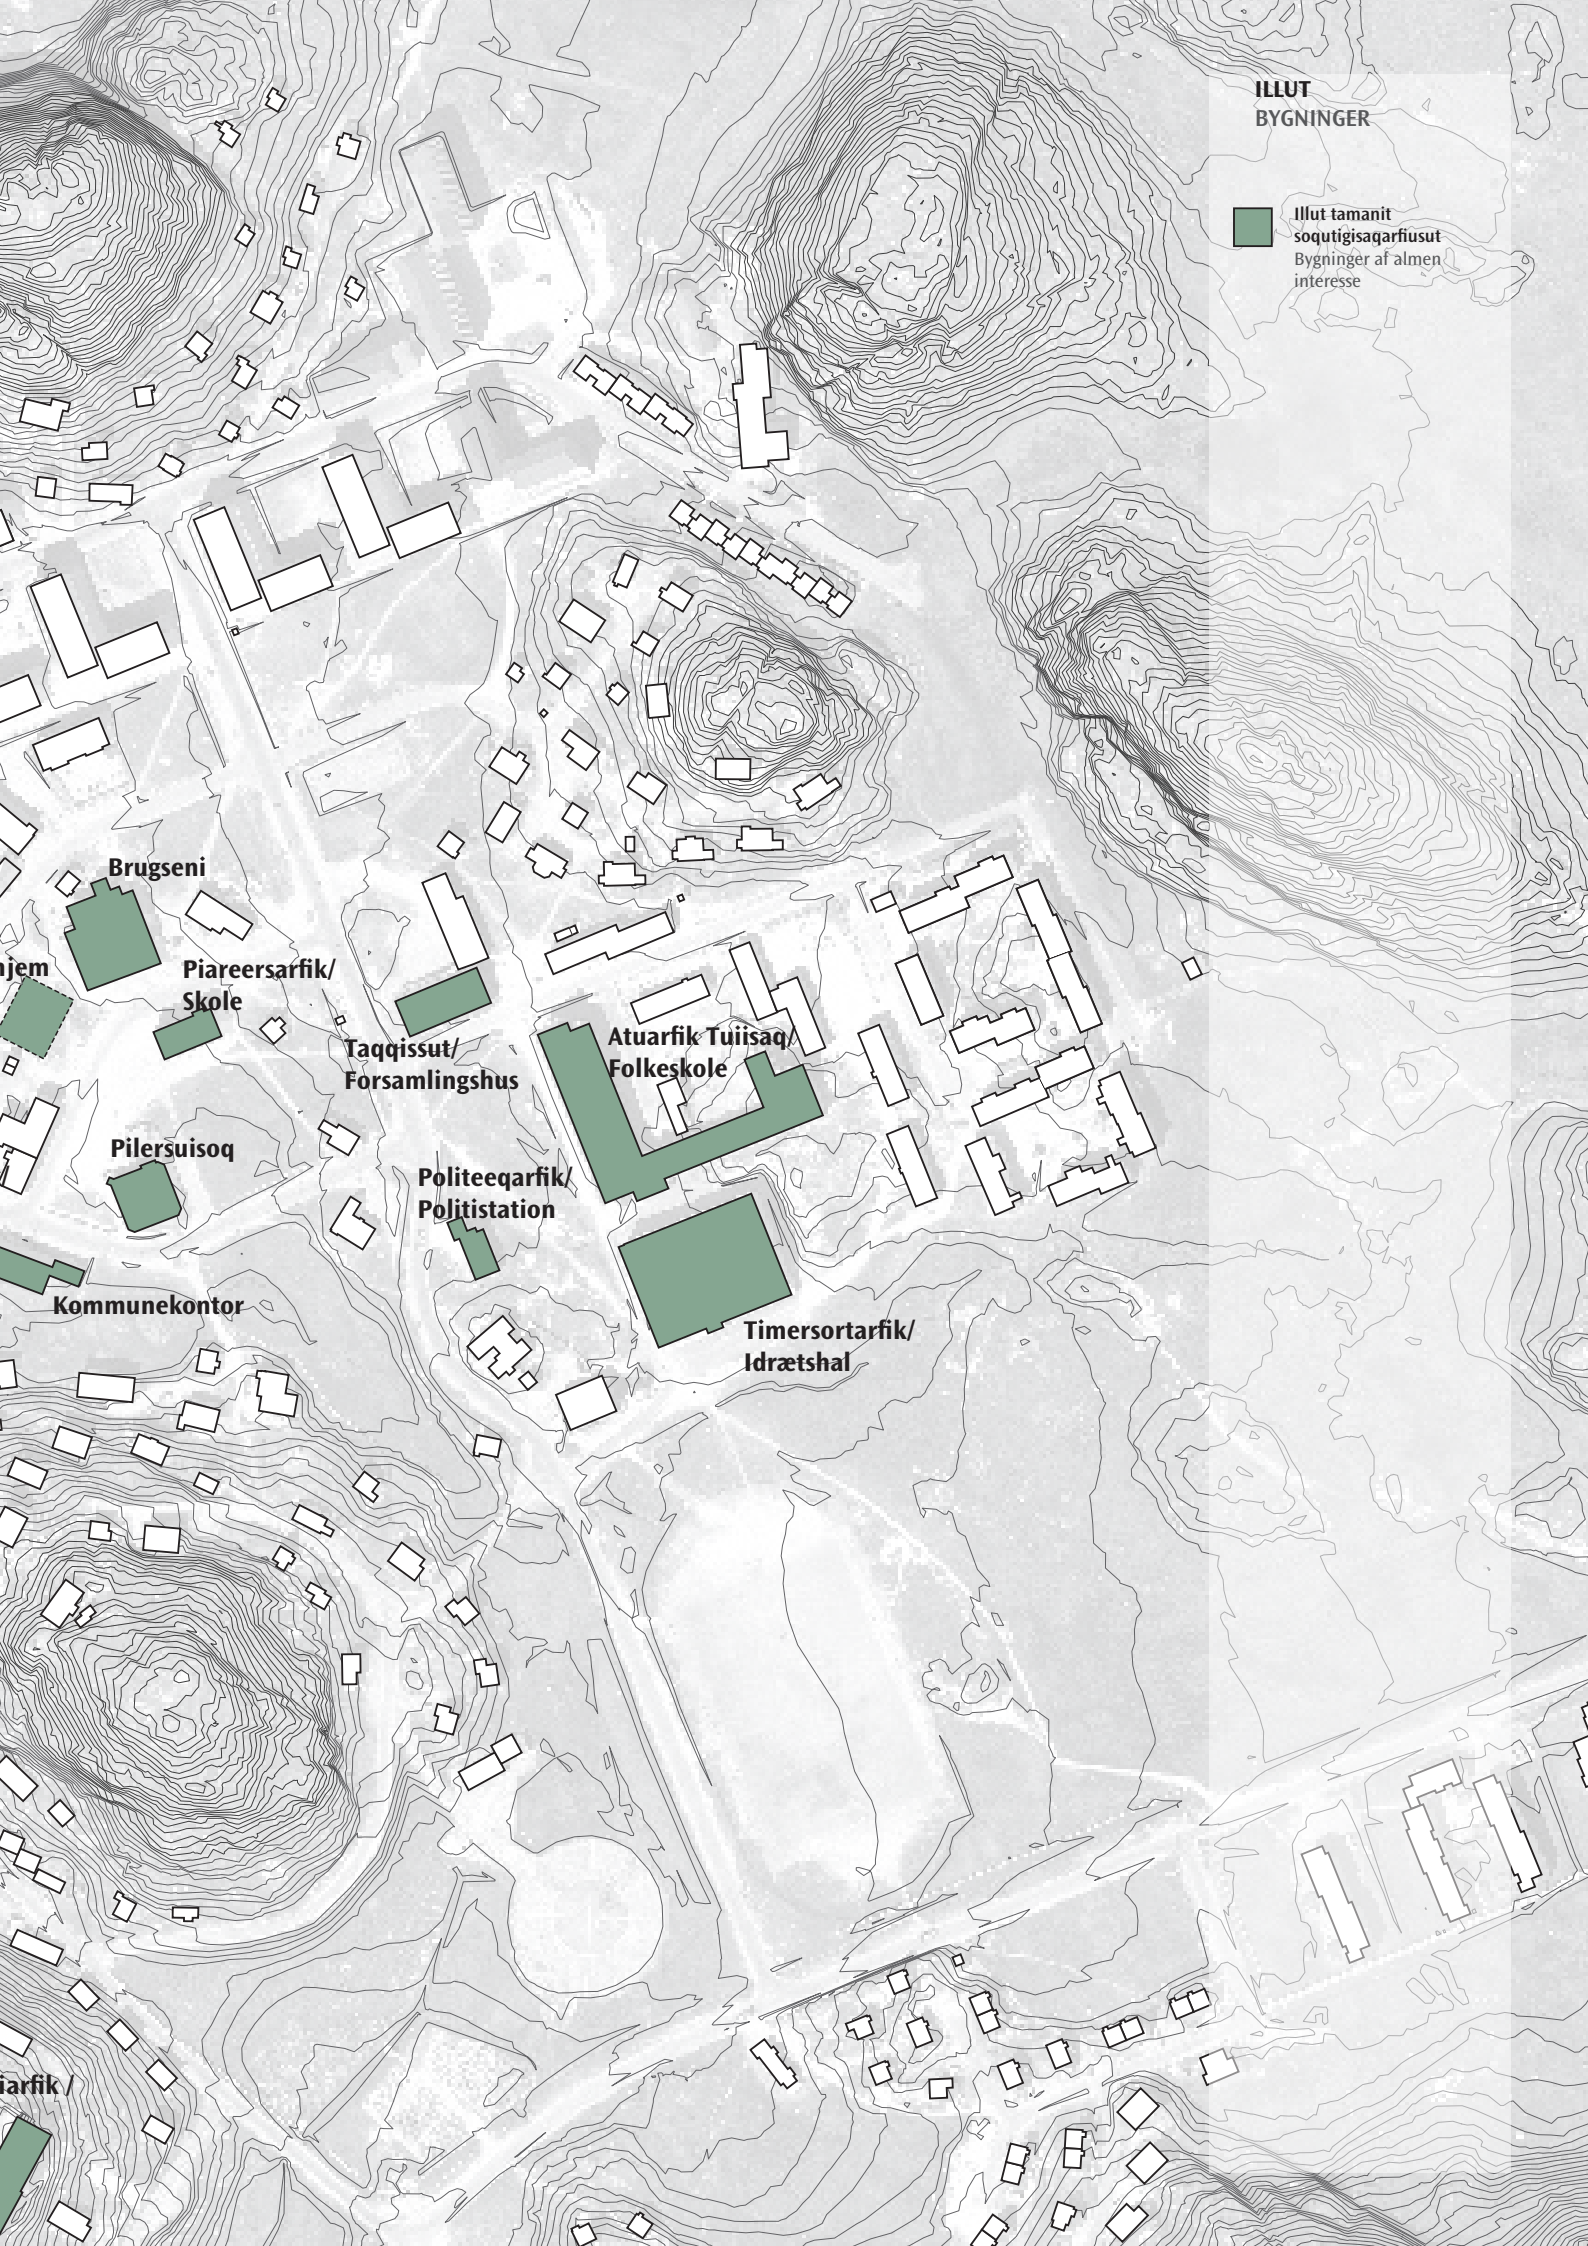 ILLUT
BYGNINGER
Illut tamanit
soqutigisaqarfiusut
Bygninger af almen
interesse
Brugseni
njem
Piareersarfik/
Skole
Taqqissut/
Forsamlingshus
Atuarfik Tuiisaq/
Folkeskole
Pilersuisoq
Politeeqarfik/
Politistation
Kommunekontor
Timersortarfik/
Idrætshal
iarfik /